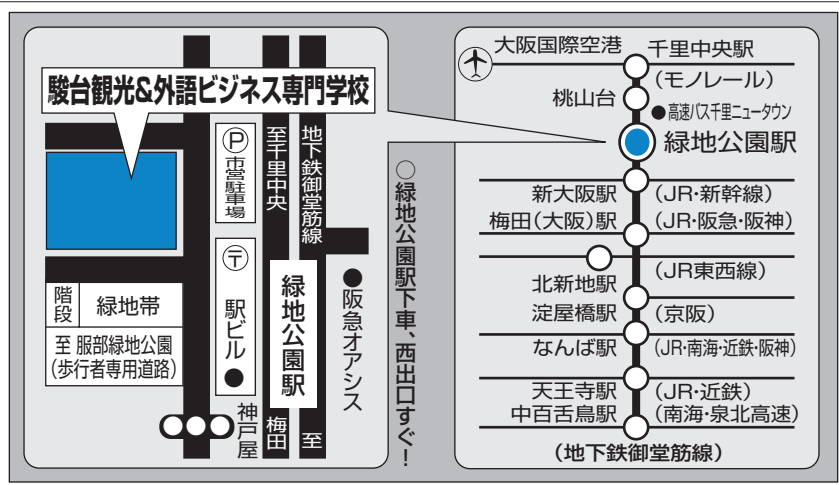 駿台観光&外語ビジネス専門学校
Ⓟ
市営駐車場
至千里中央
地下鉄御堂筋線
〒
駅ビル●
緑地公園駅
●阪急オアシス
階段
緑地帯
至 服部緑地公園
(歩行者専用道路)
神戸屋
梅田
至
○緑地公園駅下車、西出口すぐ!
大阪国際空港
千里中央駅
(モノレール)
桃山台
●高速バス千里ニュータウン
緑地公園駅
新大阪駅 (JR・新幹線)
梅田(大阪)駅 (JR・阪急・阪神)
北新地駅 (JR東西線)
淀屋橋駅 (京阪)
なんば駅 (JR・南海・近鉄・阪神)
天王寺駅 (JR・近鉄)
中百舌鳥駅 (南海・泉北高速)
(地下鉄御堂筋線)